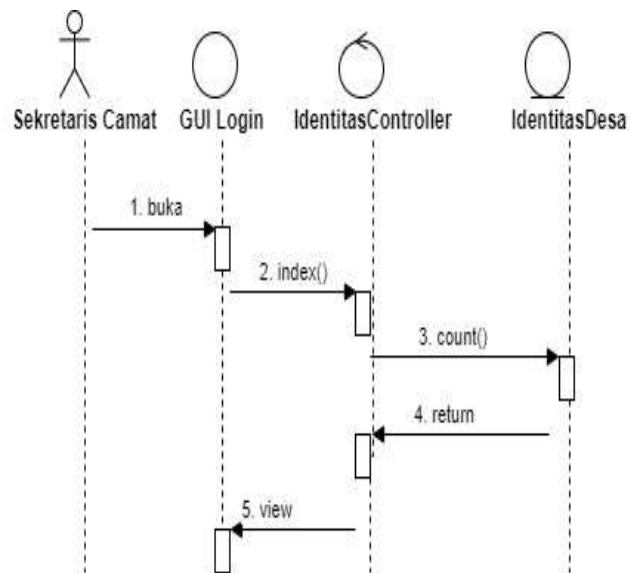 Sekretaris Camat
GUI Login
IdentitasController
IdentitasDesa
1. buka
2. index()
3. count()
4. return
5. view